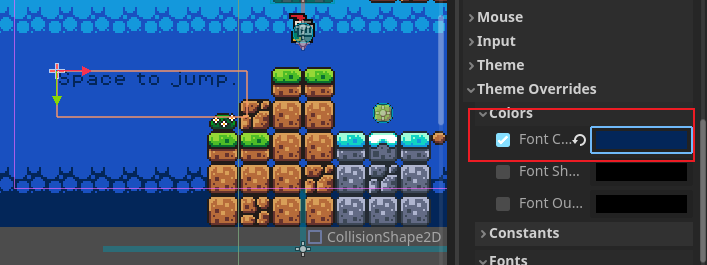 Space to jump.
CollisionShape2D
Mouse
Input
Theme
Theme Overrides
Colors
Font C...
Font Sh...
Font Ou...
Constants
Fonts